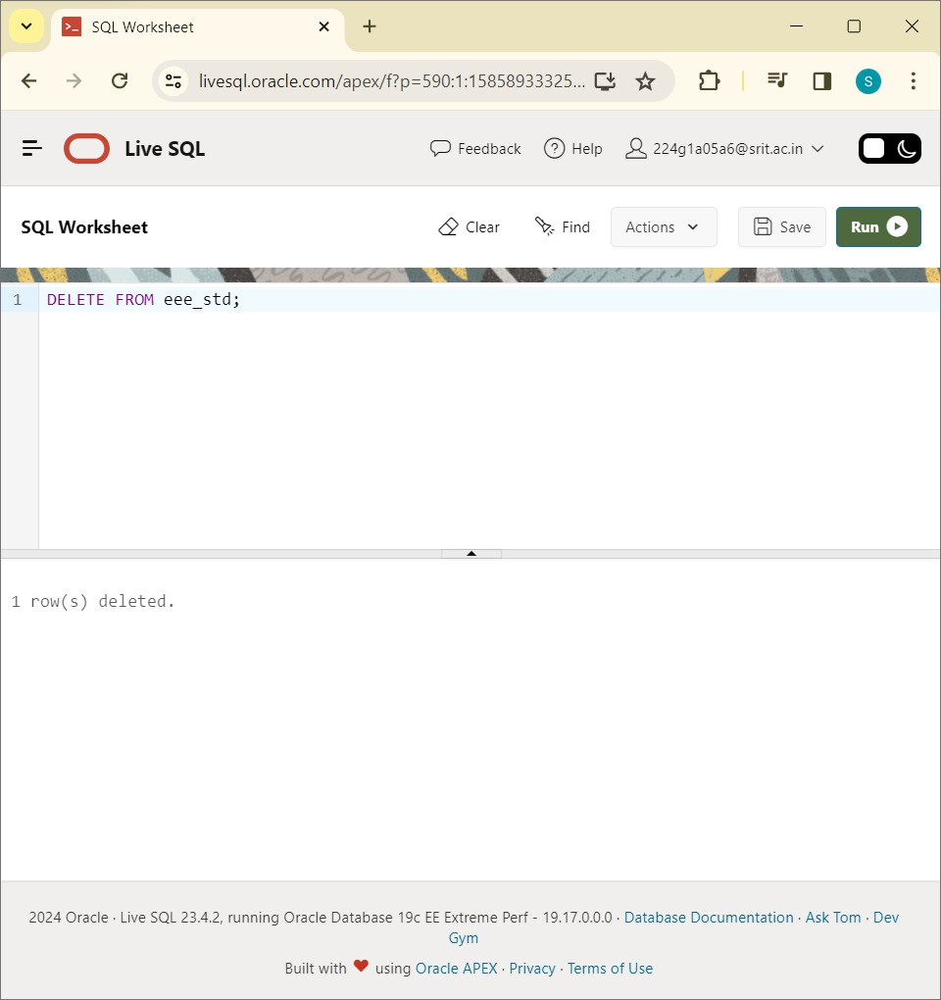 SQL Worksheet
livesql.oracle.com/apex/f?p=590:1:15858933325...
S
Live SQL
Feedback
Help
224g1a05a6@srit.ac.in
SQL Worksheet
Clear
Find
Actions
Save
Run
1 DELETE FROM eee_std;
1 row(s) deleted.
2024 Oracle · Live SQL 23.4.2, running Oracle Database 19c EE Extreme Perf - 19.17.0.0.0 · Database Documentation · Ask Tom · Dev
Gym
Built with ❤ using Oracle APEX · Privacy · Terms of Use